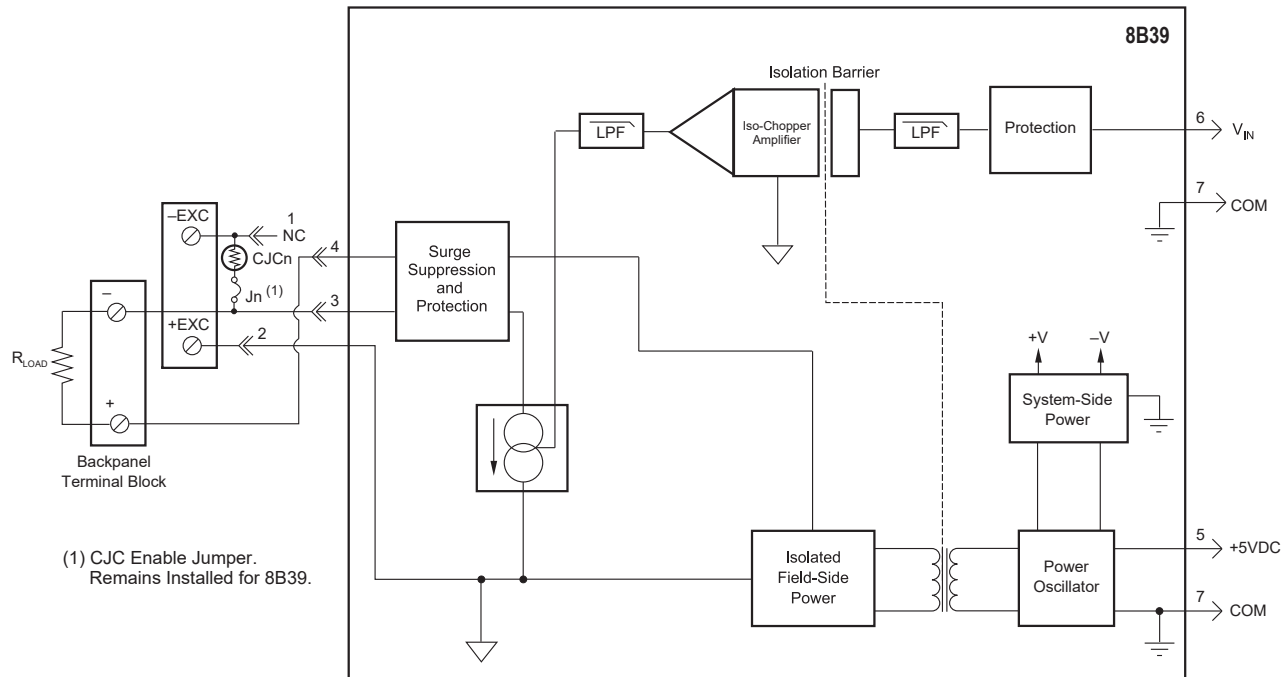 8B39
Isolation Barrier
LPF
Iso-Chopper
Amplifier
LPF
Protection
6
V_IN
7
COM
–EXC
1
NC
CJCn
Jn (1)
4
3
Surge
Suppression
and
Protection
–
+EXC
2
R_LOAD
+
Backpanel
Terminal Block
+V
–V
System-Side
Power
(1) CJC Enable Jumper.
Remains Installed for 8B39.
Isolated
Field-Side
Power
Power
Oscillator
5
+5VDC
7
COM